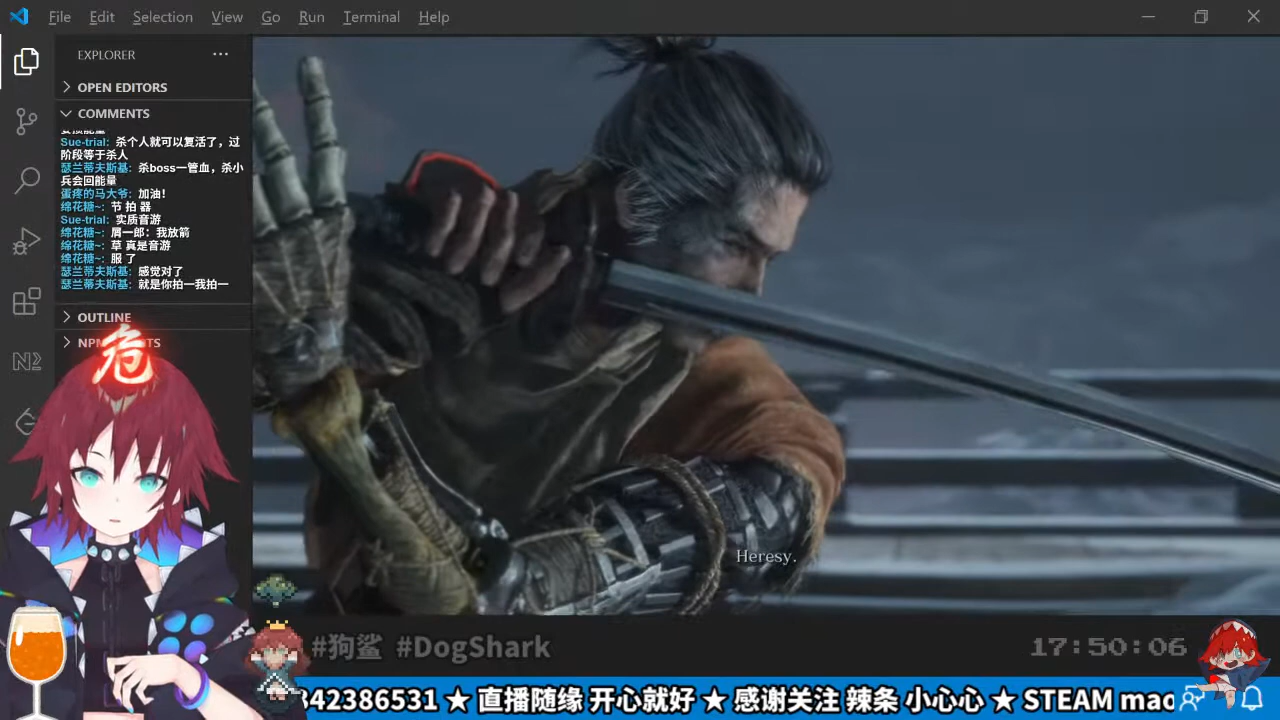 File Edit Selection View Go Run Terminal Help
EXPLORER ···
OPEN EDITORS
COMMENTS
Sue-trial: 杀个人就可以复活了，过
阶段等于杀人
瑟兰蒂夫斯基: 杀boss一管血，杀小
兵会回能量
蛋疼的马大爷: 加油！
绵花糖~: 节 拍 器
Sue-trial: 实质音游
绵花糖~: 屑一郎：我放箭
绵花糖~: 草 真是音游
绵花糖~: 服 了
瑟兰蒂夫斯基: 感觉对了
瑟兰蒂夫斯基: 就是你拍一我拍一
OUTLINE
危
Heresy.
#狗鲨 #DogShark
17:50:06
342386531 ★ 直播随缘 开心就好 ★ 感谢关注 辣条 小心心 ★ STEAM mao